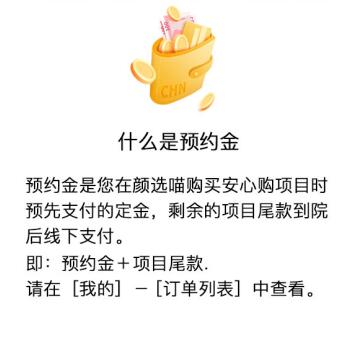 CHN
什么是预约金
预约金是您在颜选喵购买安心购项目时
预先支付的定金，剩余的项目尾款到院
后线下支付。
即：预约金＋项目尾款.
请在［我的］－［订单列表］中查看。